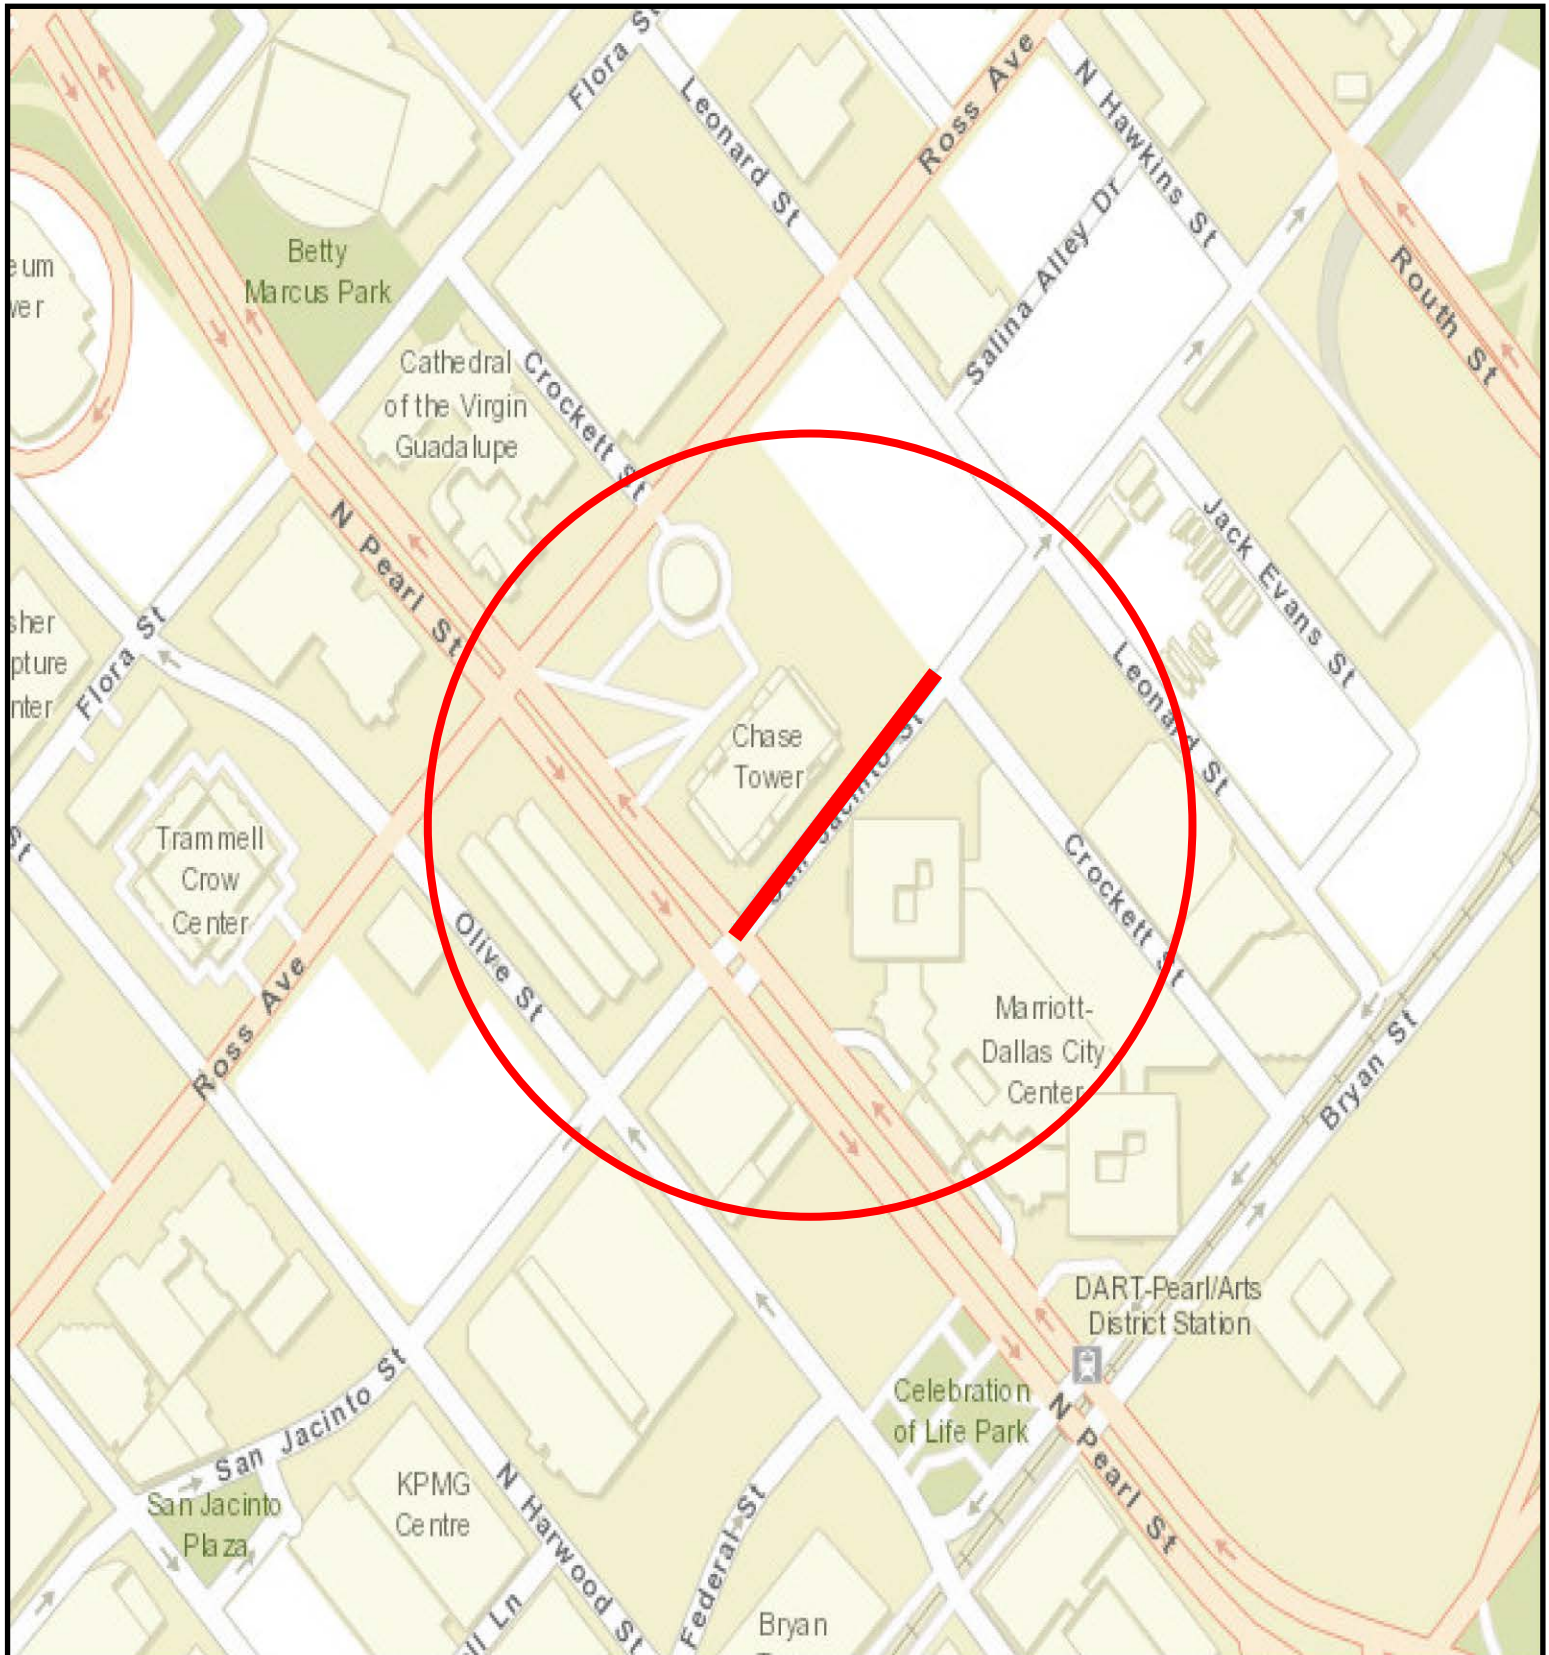 Flora St
Leonard St
Ross Ave
N Hawkins St
Salina Alley Dr
Routh St
Betty
Marcus Park
Cathedral
of the Virgin
Guadalupe
Crockett St
N Pearl St
Jack Evans St
Flora St
Leonard St
Chase
Tower
Trammell
Crow
Center
Crockett St
Olive St
Ross Ave
Marriott-
Dallas City
Center
Bryan St
DART-Pearl/Arts
District Station
Celebration
of Life Park
N Pearl St
San Jacinto St
San Jacinto
Plaza
KPMG
Centre
N Harwood St
Federal St
Bryan